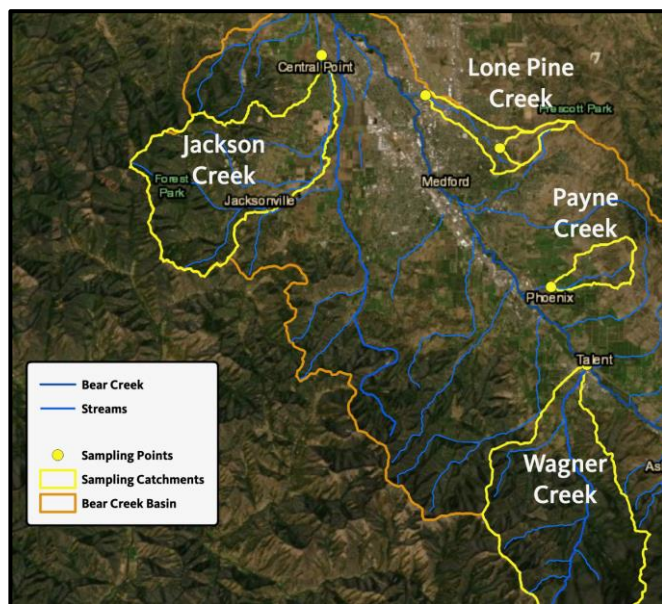 Central Point
Lone Pine
Creek
Prescott Park
Jackson
Creek
Forest
Park
Jacksonville
Medford
Payne
Creek
Phoenix
Talent
Wagner
Creek
As
Bear Creek
Streams
Sampling Points
Sampling Catchments
Bear Creek Basin